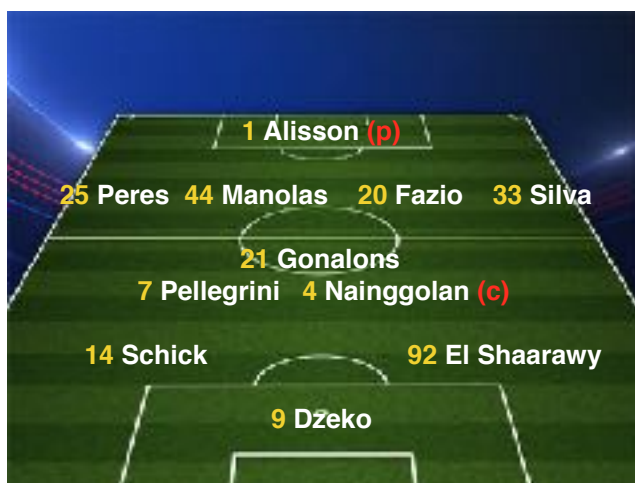 1 Alisson (p)
25 Peres 44 Manolas 20 Fazio 33 Silva
21 Gonalons
7 Pellegrini 4 Nainggolan (c)
14 Schick 92 El Shaarawy
9 Dzeko